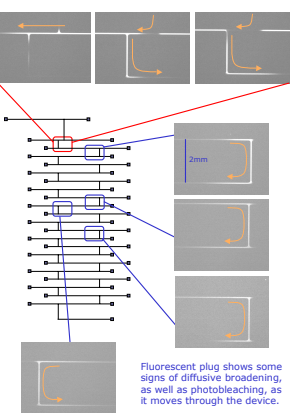 2mm
Fluorescent plug shows some
signs of diffusive broadening,
as well as photobleaching, as
it moves through the device.